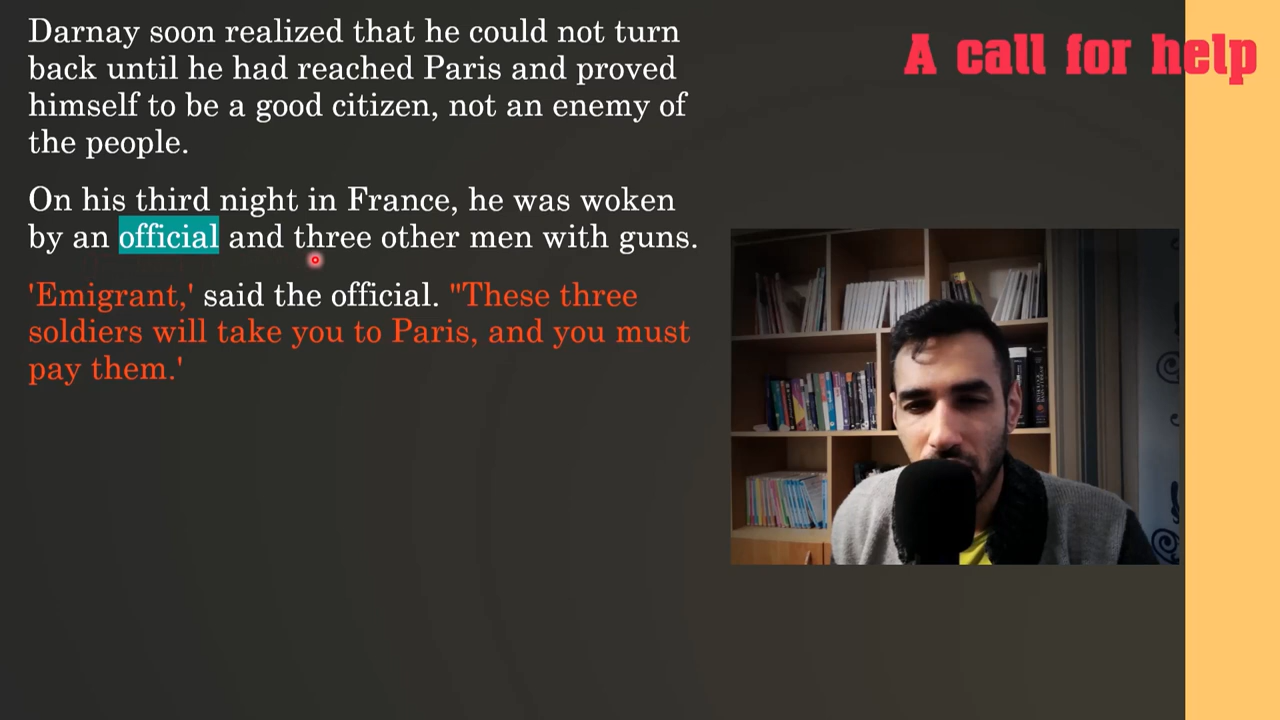 Darnay soon realized that he could not turn
back until he had reached Paris and proved
himself to be a good citizen, not an enemy of
the people.
On his third night in France, he was woken
by an official and three other men with guns.
'Emigrant,' said the official. "These three
soldiers will take you to Paris, and you must
pay them.'
A call for help